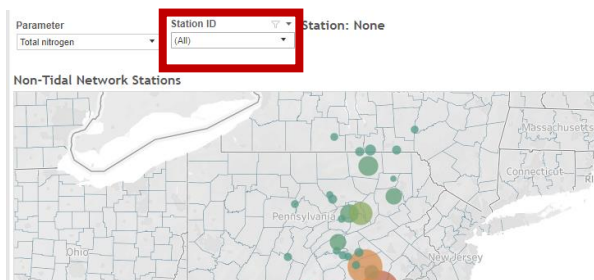 Parameter
Station ID
Station: None
Total nitrogen
(All)
Non-Tidal Network Stations
Massachusetts
Connecticut
Pennsylvania
Ohio
New Jersey